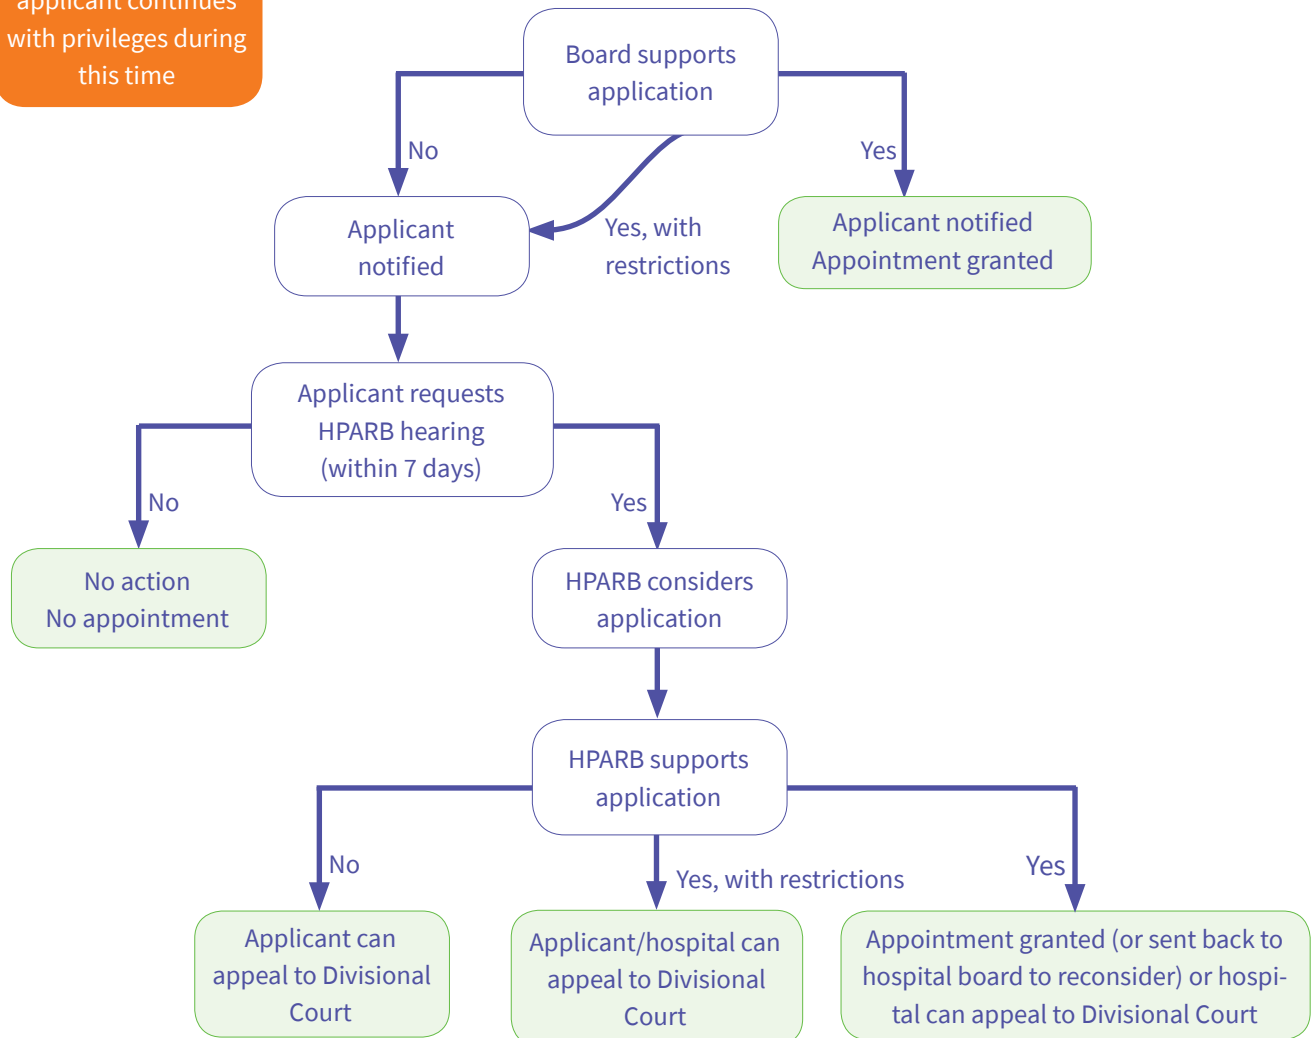 applicant continues
with privileges during
this time
Board supports
application
No
Yes
Yes, with
restrictions
Applicant
notified
Applicant notified
Appointment granted
Applicant requests
HPARB hearing
(within 7 days)
No
Yes
No action
No appointment
HPARB considers
application
HPARB supports
application
No
Yes, with restrictions
Yes
Applicant can
appeal to Divisional
Court
Applicant/hospital can
appeal to Divisional
Court
Appointment granted (or sent back to
hospital board to reconsider) or hospi-
tal can appeal to Divisional Court